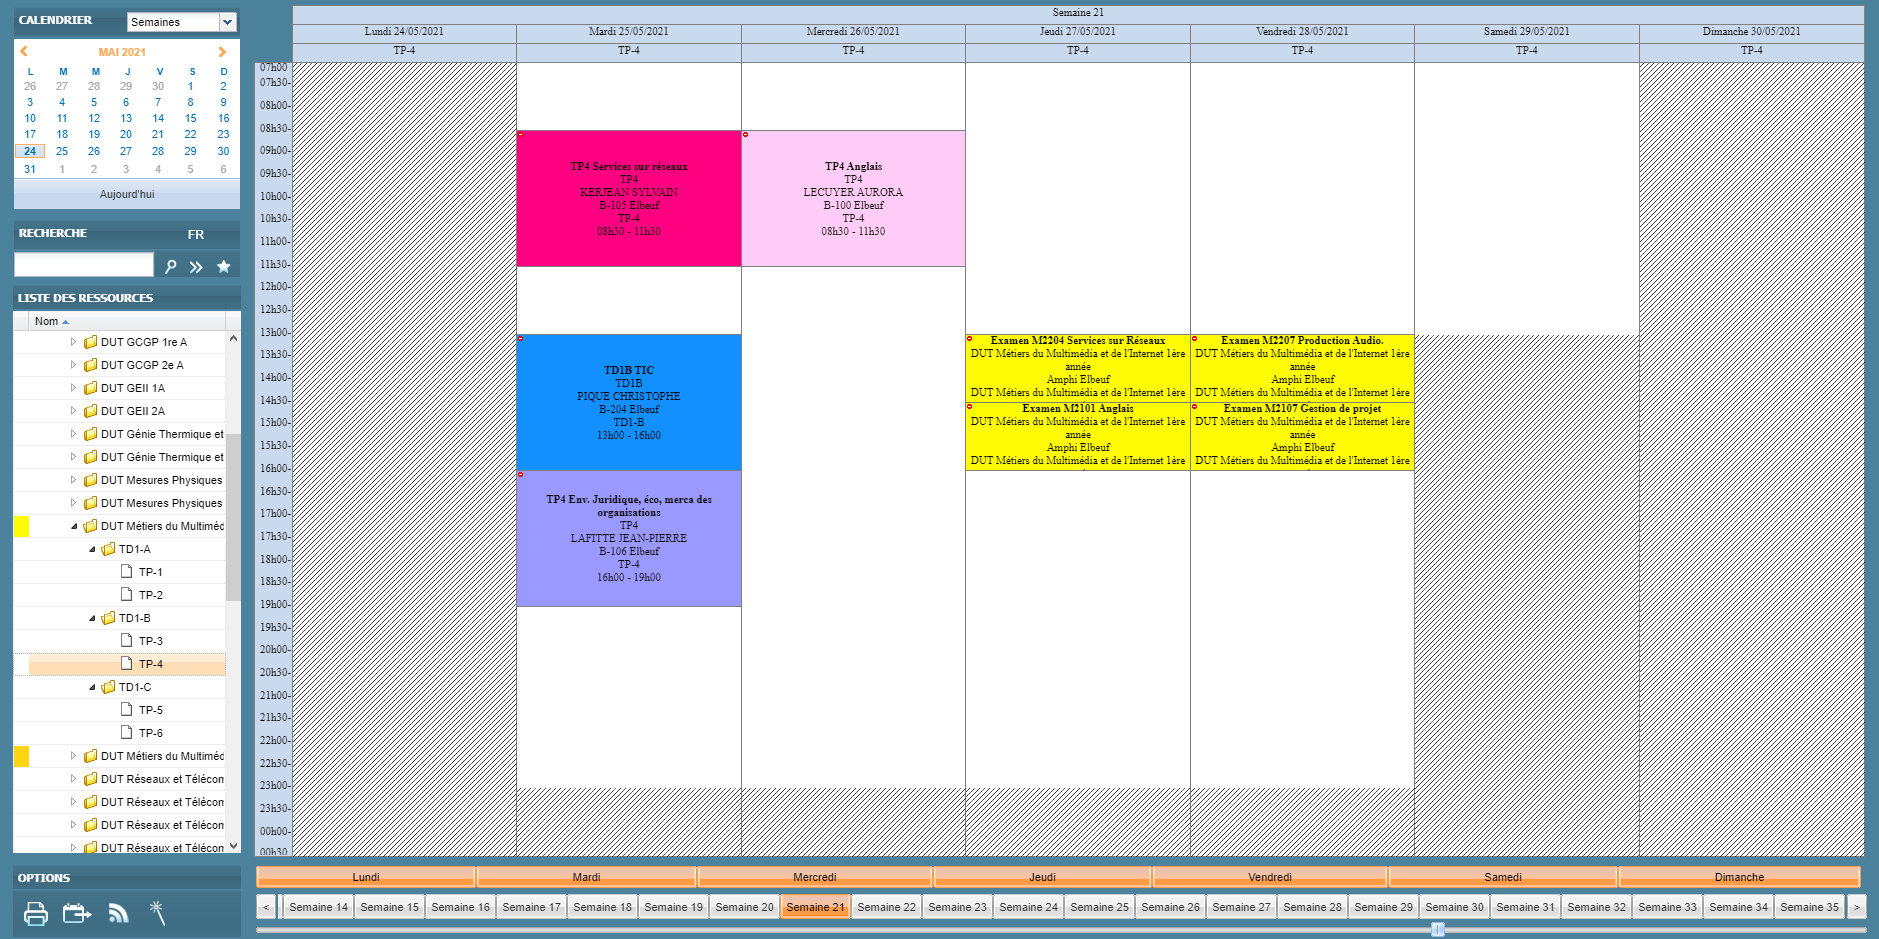 CALENDRIER
Semaines
MAI 2021
L M M J V S D
26 27 28 29 30 1 2
3 4 5 6 7 8 9
10 11 12 13 14 15 16
17 18 19 20 21 22 23
24 25 26 27 28 29 30
31 1 2 3 4 5 6
Aujourd'hui
RECHERCHE
FR
LISTE DES RESSOURCES
Nom
DUT GCGP 1re A
DUT GCGP 2e A
DUT GEII 1A
DUT GEII 2A
DUT Génie Thermique et
DUT Génie Thermique et
DUT Mesures Physiques
DUT Mesures Physiques
DUT Métiers du Multiméd
TD1-A
TP-1
TP-2
TD1-B
TP-3
TP-4
TD1-C
TP-5
TP-6
DUT Métiers du Multiméd
DUT Réseaux et Télécom
DUT Réseaux et Télécom
DUT Réseaux et Télécom
DUT Réseaux et Télécom
OPTIONS
Semaine 21
Lundi 24/05/2021 Mardi 25/05/2021 Mercredi 26/05/2021 Jeudi 27/05/2021 Vendredi 28/05/2021 Samedi 29/05/2021 Dimanche 30/05/2021
TP-4 TP-4 TP-4 TP-4 TP-4 TP-4 TP-4
07h00
07h30-
08h00-
08h30-
09h00-
09h30-
10h00-
10h30-
11h00-
11h30-
12h00-
12h30-
13h00-
13h30-
14h00-
14h30-
15h00-
15h30-
16h00-
16h30-
17h00-
17h30-
18h00-
18h30-
19h00-
19h30-
20h00-
20h30-
21h00-
21h30-
22h00-
22h30-
23h00-
23h30-
00h00-
00h30
TP4 Services sur réseaux
TP4
KERJEAN SYLVAIN
B-105 Elbeuf
TP-4
08h30 - 11h30
TD1B TIC
TD1B
PIQUE CHRISTOPHE
B-204 Elbeuf
TD1-B
13h00 - 16h00
TP4 Env. Juridique, éco, merca des
organisations
TP4
LAFITTE JEAN-PIERRE
B-106 Elbeuf
TP-4
16h00 - 19h00
TP4 Anglais
TP4
LECUYER AURORA
B-100 Elbeuf
TP-4
08h30 - 11h30
Examen M2204 Services sur Réseaux
DUT Métiers du Multimédia et de l'Internet 1ère
année
Amphi Elbeuf
DUT Métiers du Multimédia et de l'Internet 1ère
Examen M2101 Anglais
DUT Métiers du Multimédia et de l'Internet 1ère
année
Amphi Elbeuf
DUT Métiers du Multimédia et de l'Internet 1ère
Examen M2207 Production Audio.
DUT Métiers du Multimédia et de l'Internet 1ère
année
Amphi Elbeuf
DUT Métiers du Multimédia et de l'Internet 1ère
Examen M2107 Gestion de projet
DUT Métiers du Multimédia et de l'Internet 1ère
année
Amphi Elbeuf
DUT Métiers du Multimédia et de l'Internet 1ère
Lundi Mardi Mercredi Jeudi Vendredi Samedi Dimanche
< Semaine 14 Semaine 15 Semaine 16 Semaine 17 Semaine 18 Semaine 19 Semaine 20 Semaine 21 Semaine 22 Semaine 23 Semaine 24 Semaine 25 Semaine 26 Semaine 27 Semaine 28 Semaine 29 Semaine 30 Semaine 31 Semaine 32 Semaine 33 Semaine 34 Semaine 35 >